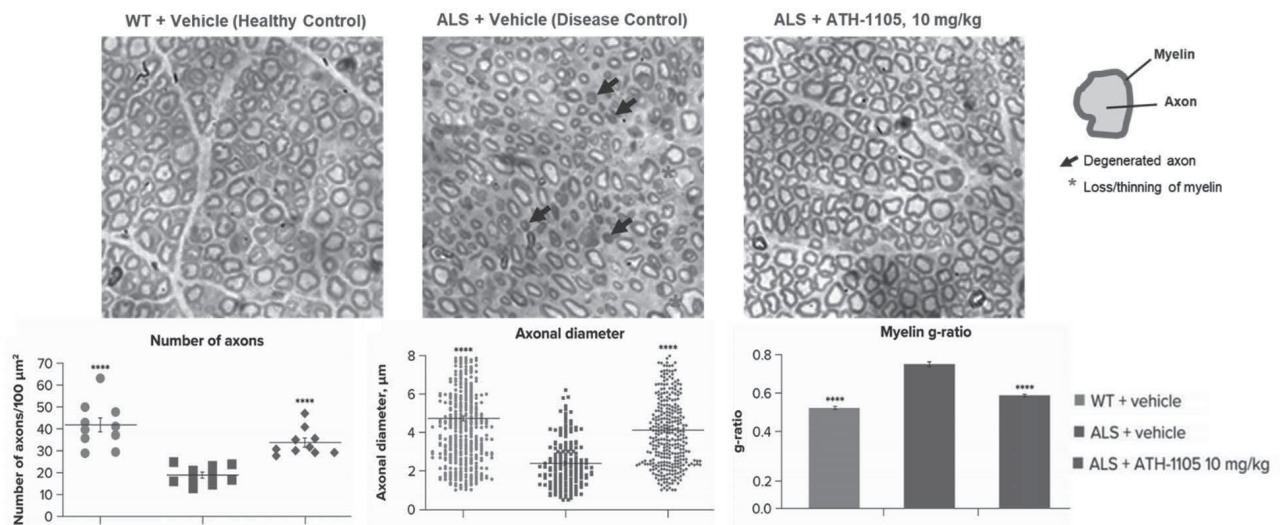 WT + Vehicle (Healthy Control)
ALS + Vehicle (Disease Control)
ALS + ATH-1105, 10 mg/kg
Myelin
Axon
Degenerated axon
* Loss/thinning of myelin
Number of axons
Number of axons/100 µm²
70
60
50
40
30
20
10
0
****
****
Axonal diameter
Axonal diameter, µm
8
6
4
2
0
****
****
Myelin g-ratio
g-ratio
0.8
0.6
0.4
0.2
0.0
****
****
WT + vehicle
ALS + vehicle
ALS + ATH-1105 10 mg/kg